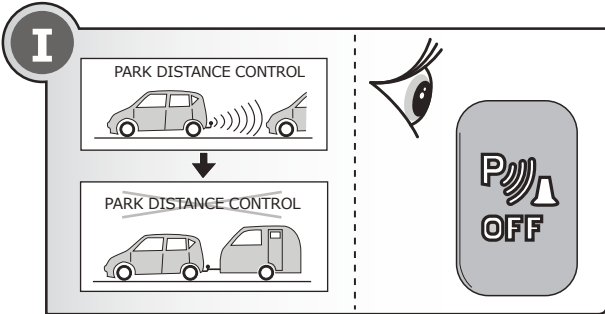 I
PARK DISTANCE CONTROL
PARK DISTANCE CONTROL
P
OFF